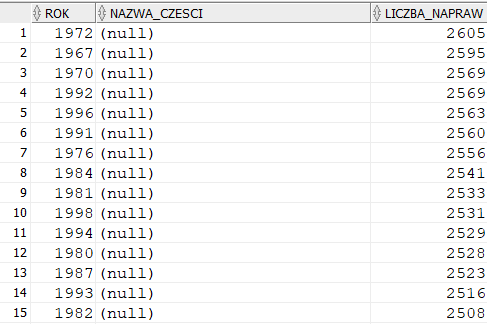 ROK NAZWA_CZESCI LICZBA_NAPRAW
1 1972 (null) 2605
2 1967 (null) 2595
3 1970 (null) 2569
4 1992 (null) 2569
5 1996 (null) 2563
6 1991 (null) 2560
7 1976 (null) 2556
8 1984 (null) 2541
9 1981 (null) 2533
10 1998 (null) 2531
11 1994 (null) 2529
12 1980 (null) 2528
13 1987 (null) 2523
14 1993 (null) 2516
15 1982 (null) 2508